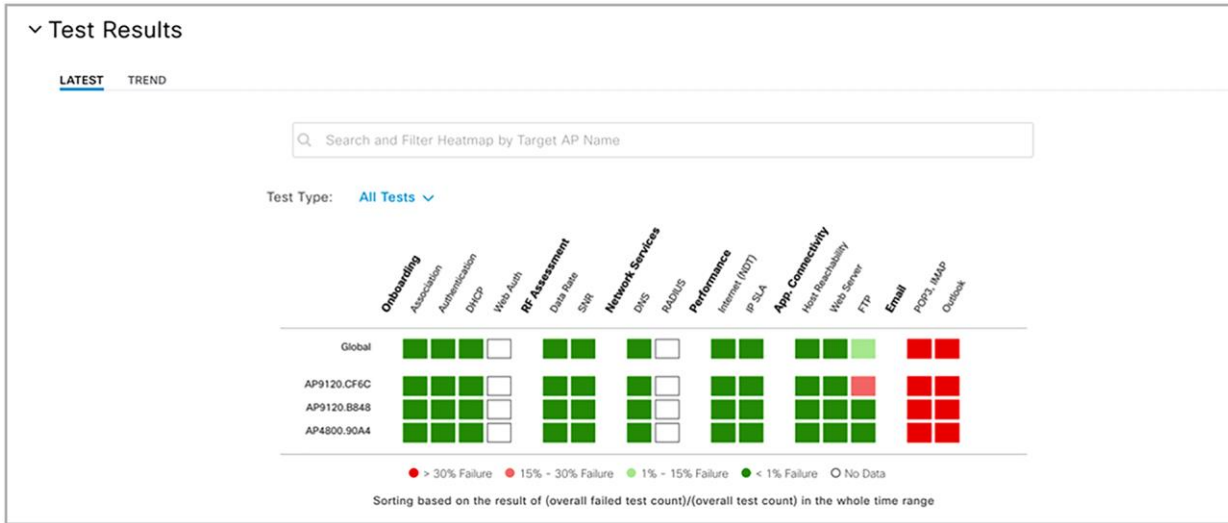 Test Results
LATEST TREND
Search and Filter Heatmap by Target AP Name
Test Type: All Tests
Onboarding
Association
Authentication
DHCP
Web Auth
RF Assessment
Data Rate
SNR
Network Services
DNS
RADIUS
Performance
Internet (NDT)
IP SLA
App. Connectivity
Host Reachability
Web Server
FTP
Email
POP3, IMAP
Outlook
Global
AP9120.CF6C
AP9120.B848
AP4800.90A4
> 30% Failure 15% - 30% Failure 1% - 15% Failure < 1% Failure No Data
Sorting based on the result of (overall failed test count)/(overall test count) in the whole time range